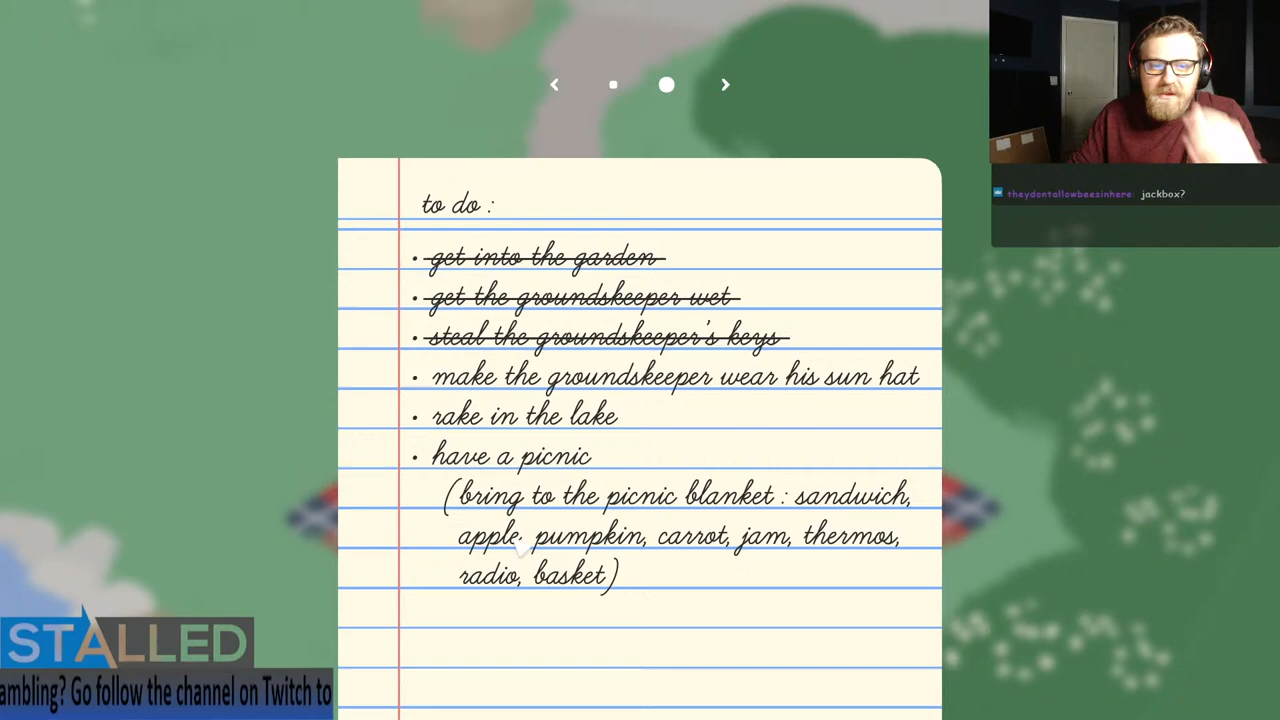 to do :
• get into the garden
• get the groundskeeper wet
• steal the groundskeeper's keys
• make the groundskeeper wear his sun hat
• rake in the lake
• have a picnic
(bring to the picnic blanket : sandwich,
apple, pumpkin, carrot, jam, thermos,
radio, basket)
theydontallowbeesinhere: jackbox?
STALLED
ambling? Go follow the channel on Twitch to